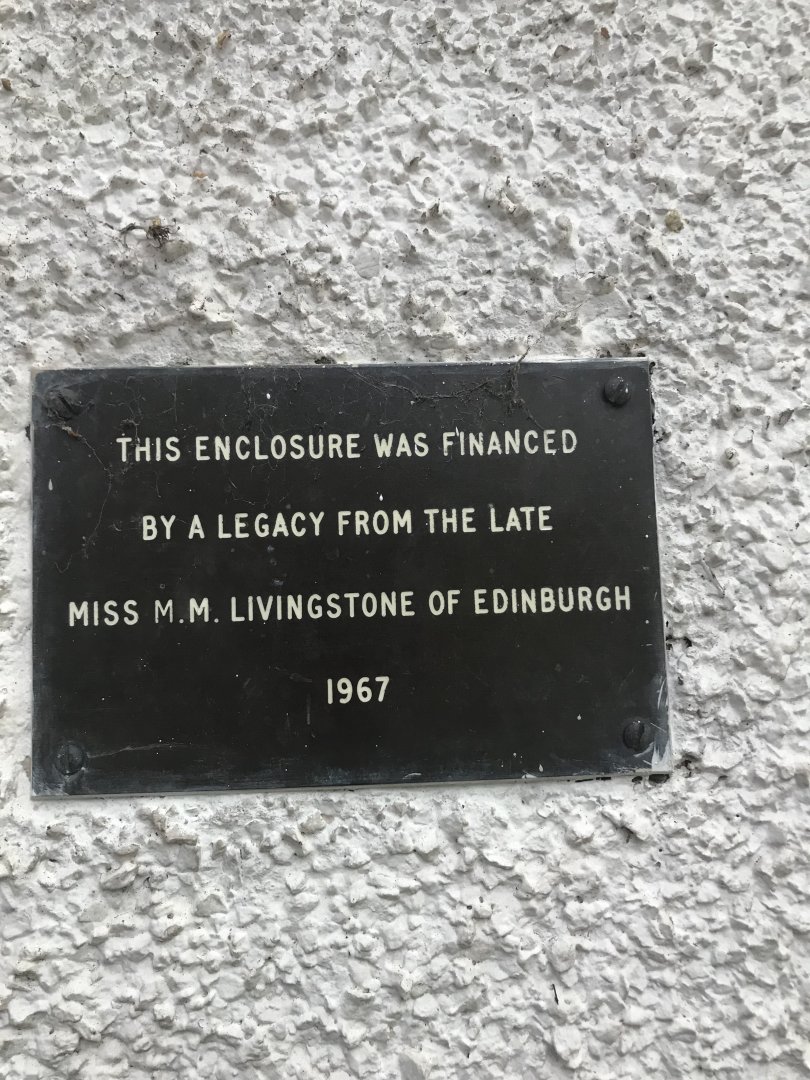 THIS ENCLOSURE WAS FINANCED
BY A LEGACY FROM THE LATE
MISS M.M. LIVINGSTONE OF EDINBURGH
1967